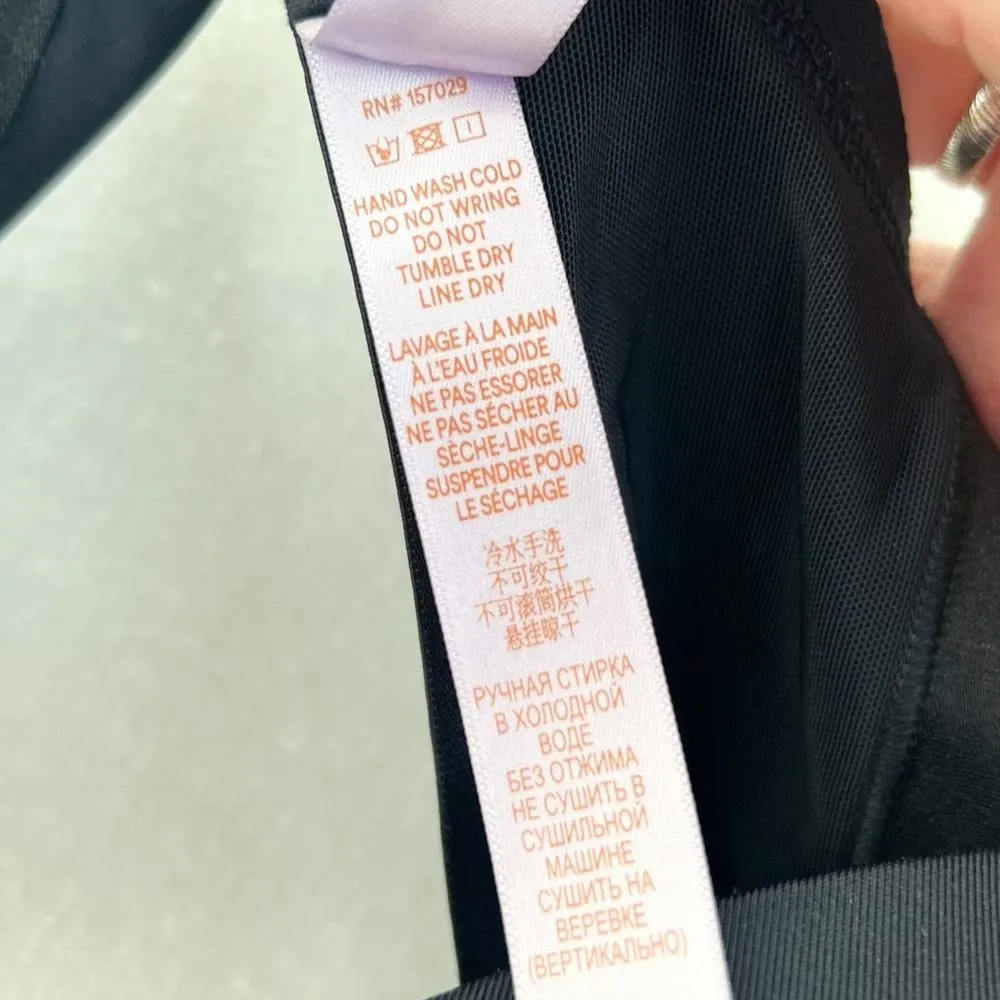 RN# 157029
HAND WASH COLD
DO NOT WRING
DO NOT
TUMBLE DRY
LINE DRY
LAVAGE À LA MAIN
À L'EAU FROIDE
NE PAS ESSORER
NE PAS SÉCHER AU
SÈCHE-LINGE
SUSPENDRE POUR
LE SÉCHAGE
冷水手洗
不可绞干
不可滚筒烘干
悬挂晾干
РУЧНАЯ СТИРКА
В ХОЛОДНОЙ
ВОДЕ
БЕЗ ОТЖИМА
НЕ СУШИТЬ В
СУШИЛЬНОЙ
МАШИНЕ
СУШИТЬ НА
ВЕРЕВКЕ
(ВЕРТИКАЛЬНО)